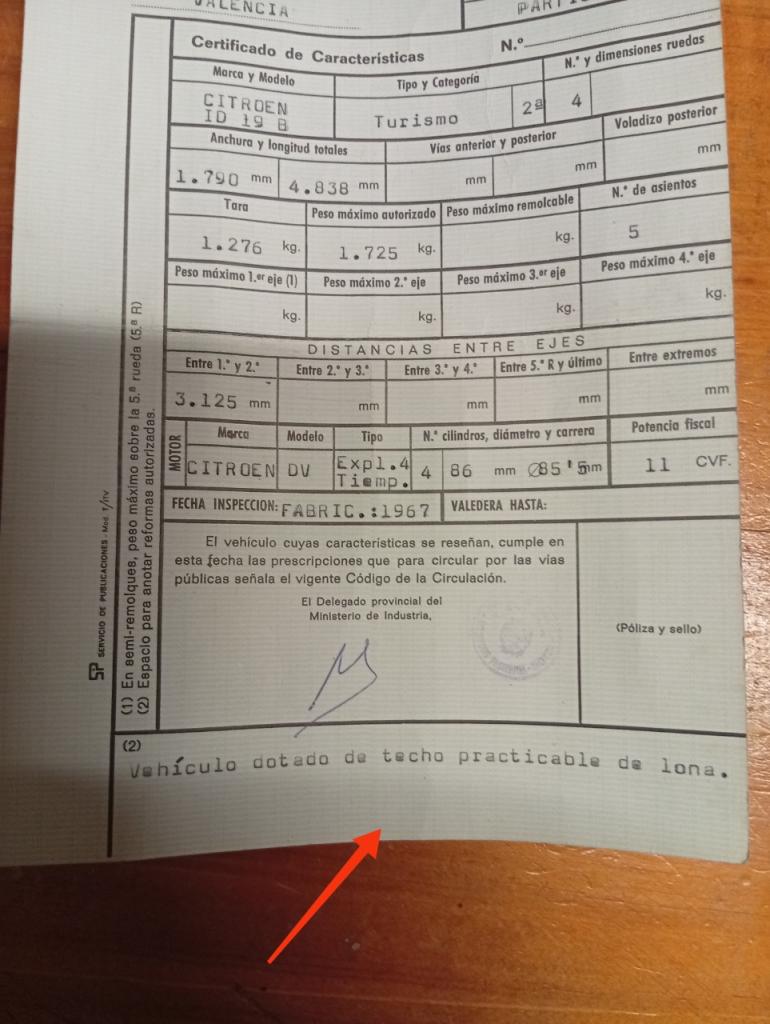 VALENCIA
Certificado de Características
N.º
Marca y Modelo
Tipo y Categoría
N.º y dimensiones ruedas
CITROEN
ID 19 B
Turismo
2ª
4
Anchura y longitud totales
Vías anterior y posterior
Voladizo posterior
1.790 mm
4.838 mm
mm
mm
mm
Tara
Peso máximo autorizado
Peso máximo remolcable
N.º de asientos
1.276 kg.
1.725 kg.
kg.
5
Peso máximo 1.er eje (1)
Peso máximo 2.º eje
Peso máximo 3.er eje
Peso máximo 4.º eje
kg.
kg.
kg.
kg.
DISTANCIAS ENTRE EJES
Entre 1.º y 2.º
Entre 2.º y 3.º
Entre 3.º y 4.º
Entre 5.ª R y último
Entre extremos
3.125 mm
mm
mm
mm
mm
MOTOR
Marca
Modelo
Tipo
N.º cilindros, diámetro y carrera
Potencia fiscal
CITROEN
DV
Expl.4
Tiemp.
4
86 mm
85'5mm
11 CVF.
FECHA INSPECCION: FABRIC.:1967
VALEDERA HASTA:
El vehículo cuyas características se reseñan, cumple en
esta fecha las prescripciones que para circular por las vías
públicas señala el vigente Código de la Circulación.
El Delegado provincial del
Ministerio de Industria,
(Póliza y sello)
(2)
Vehículo dotado de techo practicable de lona.
(1) En semi-remolques, peso máximo sobre la 5.ª rueda (5.ª R)
(2) Espacio para anotar reformas autorizadas.
SP SERVICIO DE PUBLICACIONES - Mod. T/ITV